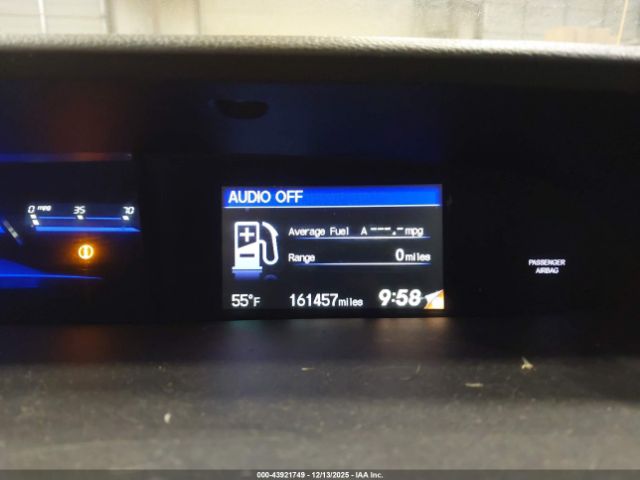 AUDIO OFF
0 mpg 35 70
Average Fuel A ---.- mpg
Range 0 miles
PASSENGER
AIRBAG
55°F 161457 miles 9:58
000-43921749 - 12/13/2025 - IAA Inc.